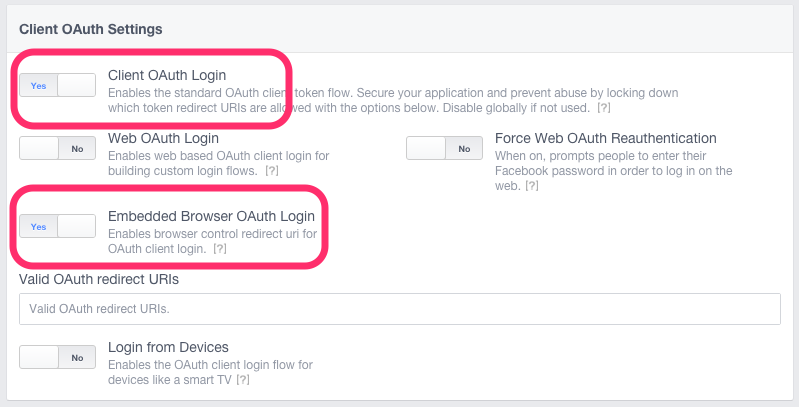 Client OAuth Settings
Yes
Client OAuth Login
Enables the standard OAuth client token flow. Secure your application and prevent abuse by locking down
which token redirect URIs are allowed with the options below. Disable globally if not used. [?]
No
Web OAuth Login
Enables web based OAuth client login for
building custom login flows. [?]
No
Force Web OAuth Reauthentication
When on, prompts people to enter their
Facebook password in order to log in on the
web. [?]
Yes
Embedded Browser OAuth Login
Enables browser control redirect uri for
OAuth client login. [?]
Valid OAuth redirect URIs
Valid OAuth redirect URIs.
No
Login from Devices
Enables the OAuth client login flow for
devices like a smart TV [?]